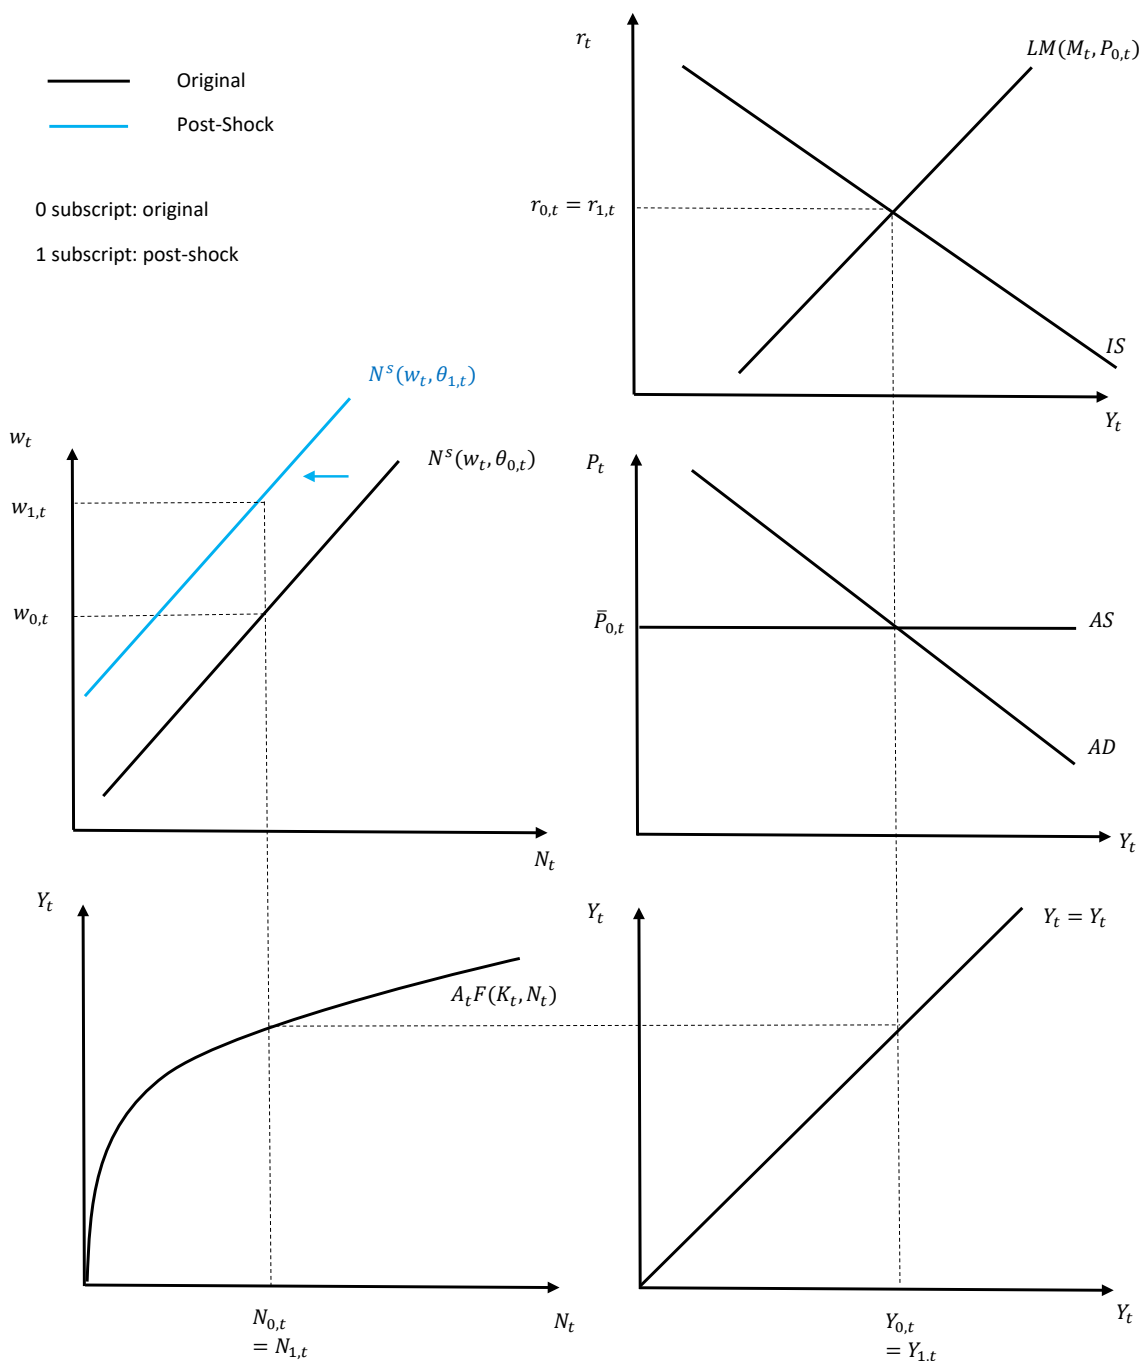 Original
Post-Shock
0 subscript: original
1 subscript: post-shock
r_t
LM(M_t, P_{0,t})
r_{0,t} = r_{1,t}
IS
Y_t
N^s(w_t, θ_{1,t})
w_t
N^s(w_t, θ_{0,t})
w_{1,t}
w_{0,t}
N_t
P_t
P̄_{0,t}
AS
AD
Y_t
Y_t
A_tF(K_t, N_t)
N_{0,t}
= N_{1,t}
N_t
Y_t
Y_t = Y_t
Y_{0,t}
= Y_{1,t}
Y_t